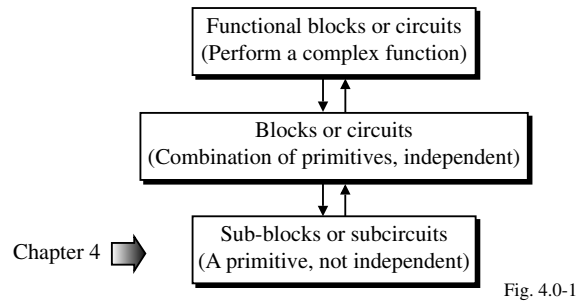 Functional blocks or circuits
(Perform a complex function)
Blocks or circuits
(Combination of primitives, independent)
Chapter 4
Sub-blocks or subcircuits
(A primitive, not independent)
Fig. 4.0-1